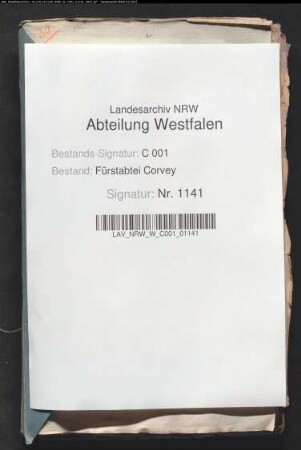 Landesarchiv NRW
Abteilung Westfalen
Bestands-Signatur: C 001
Bestand: Fürstabtei Corvey
Signatur: Nr. 1141
LAV_NRW_W_C001_01141